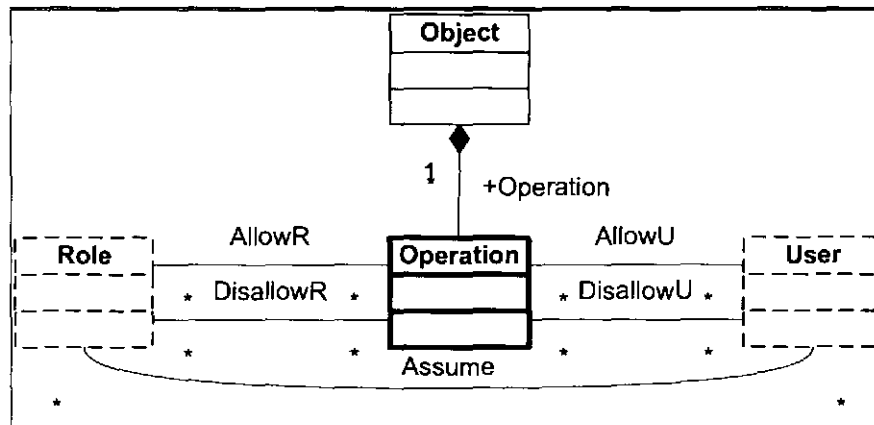 Object
1
+Operation
AllowR
AllowU
Role
Operation
User
* DisallowR *
* DisallowU *
* * * *
Assume
* *